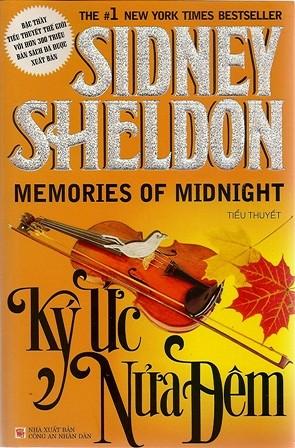 THE #1 NEW YORK TIMES BESTSELLER
BẬC THẦY
TIỂU THUYẾT THẾ GIỚI
VỚI HƠN 300 TRIỆU
BẢN SÁCH ĐÃ ĐƯỢC
XUẤT BẢN
SIDNEY
SHELDON
MEMORIES OF MIDNIGHT
TIỂU THUYẾT
Ký Ức
Nửa Đêm
NHÀ XUẤT BẢN
CÔNG AN NHÂN DÂN